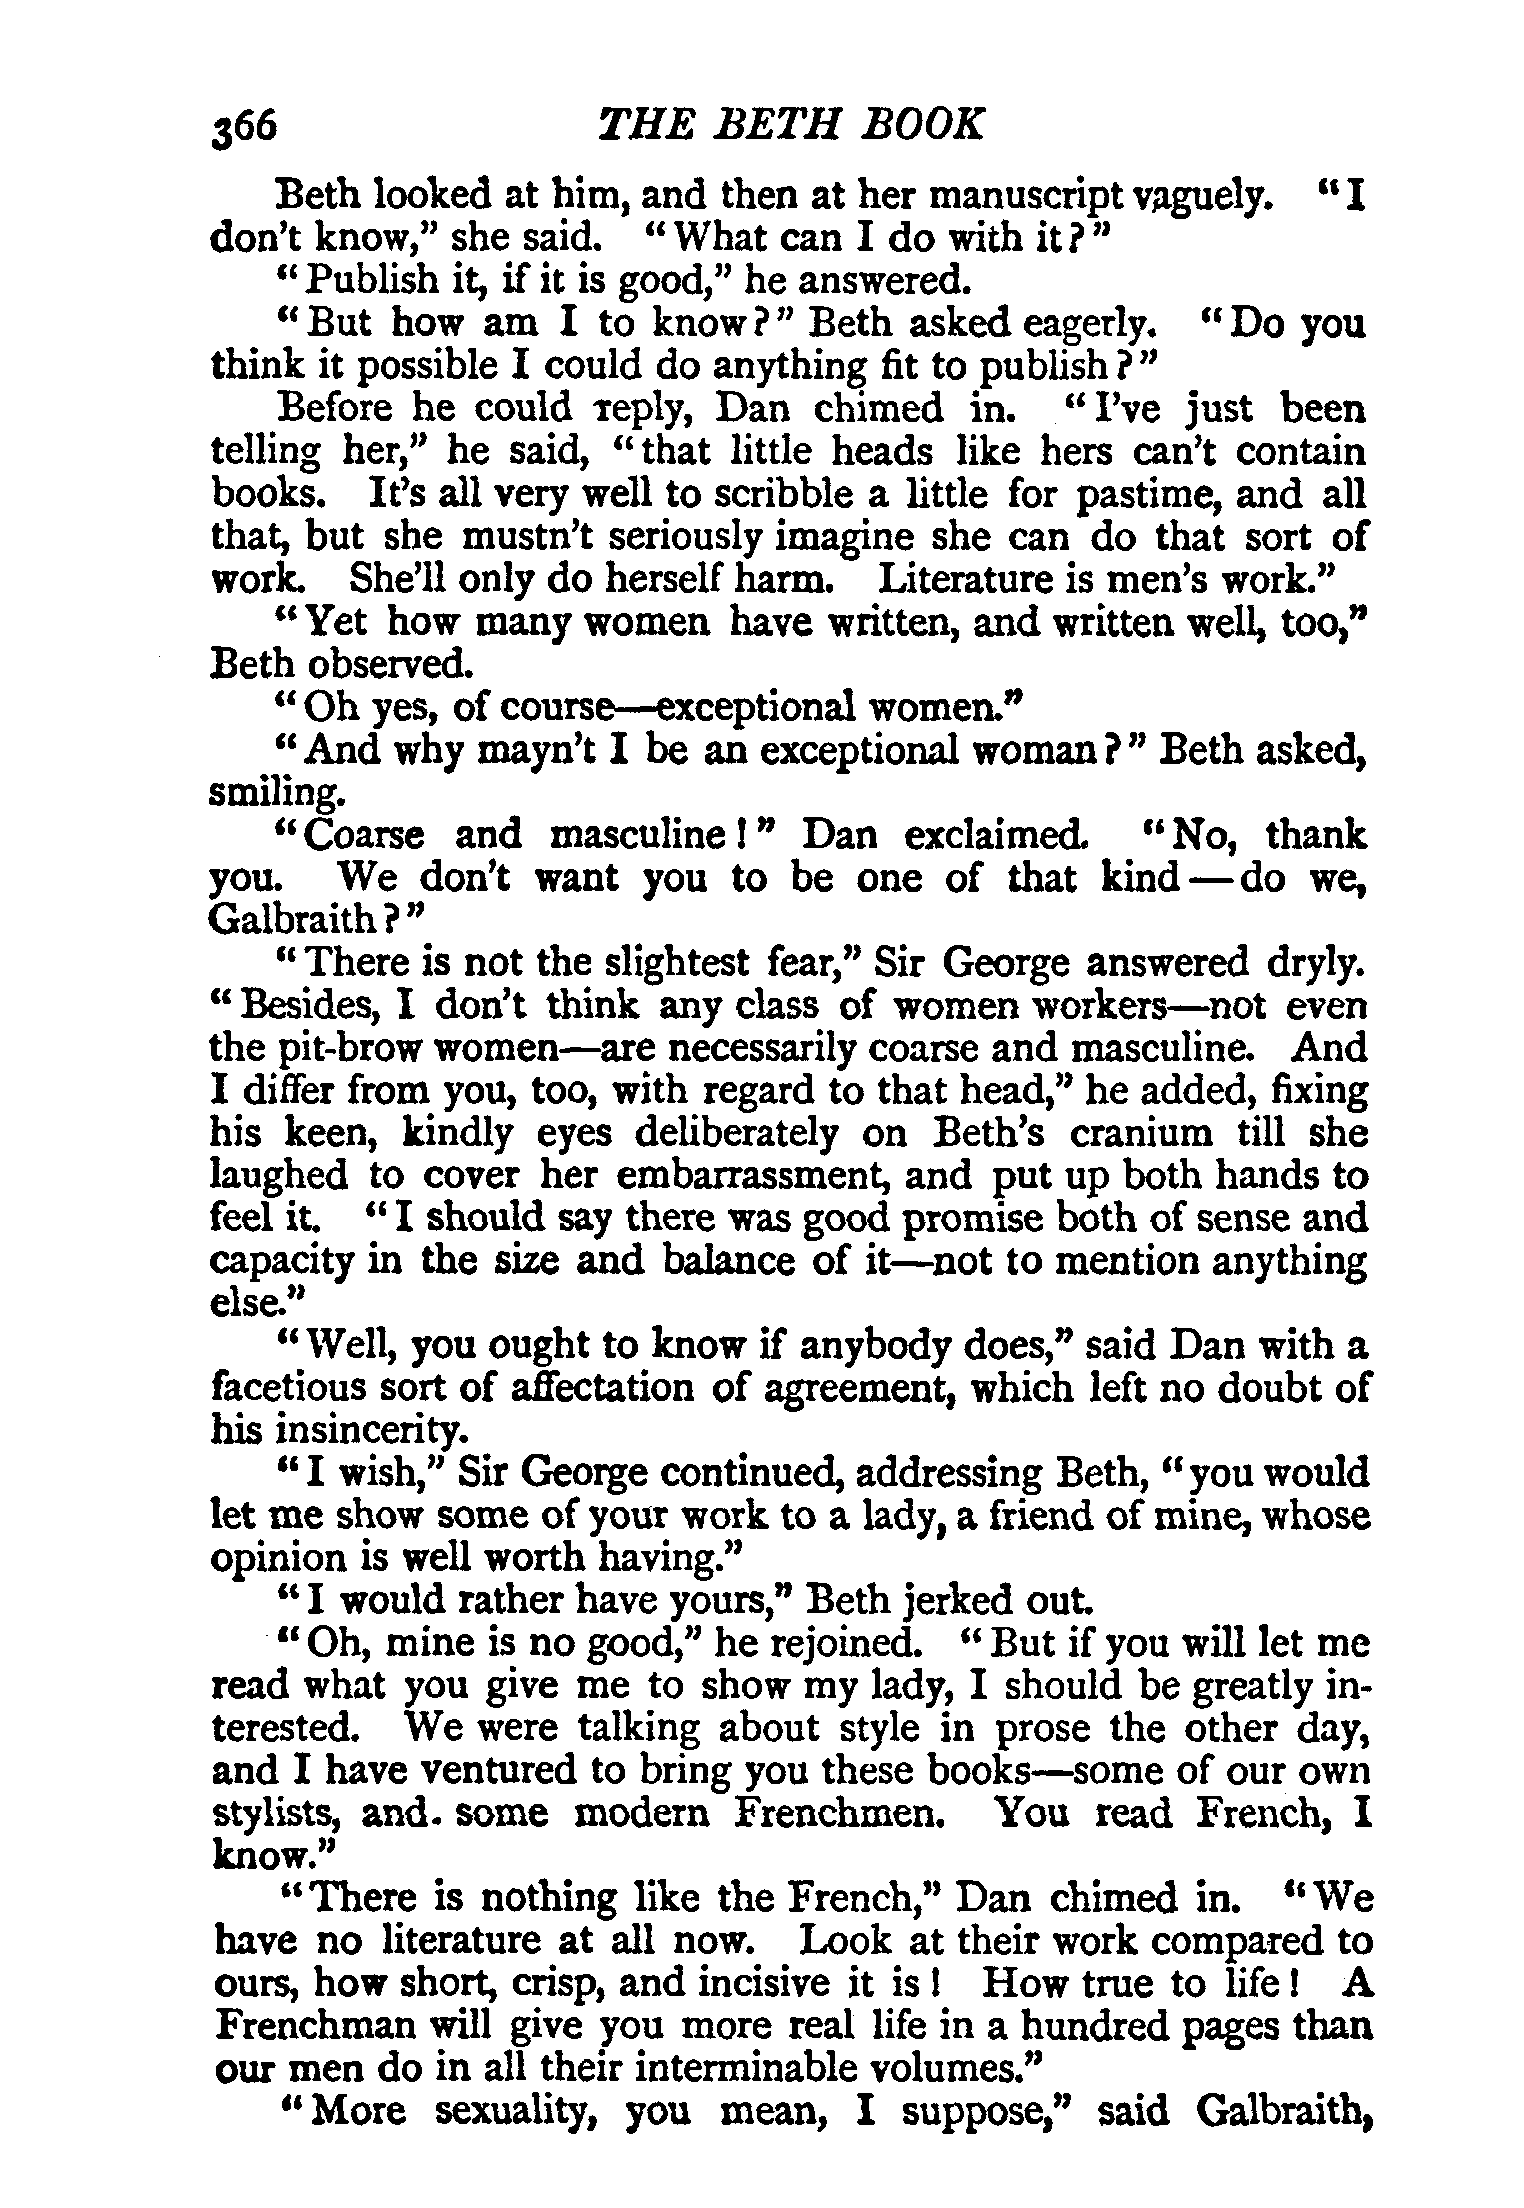 366 THE BETH BOOK
Beth looked at him, and then at her manuscript vaguely. “I
don’t know,” she said. “What can I do with it?”
“Publish it, if it is good,” he answered.
“But how am I to know?” Beth asked eagerly. “Do you
think it possible I could do anything fit to publish?”
Before he could reply, Dan chimed in. “I’ve just been
telling her,” he said, “that little heads like hers can’t contain
books. It’s all very well to scribble a little for pastime, and all
that, but she mustn’t seriously imagine she can do that sort of
work. She’ll only do herself harm. Literature is men’s work.”
“Yet how many women have written, and written well, too,”
Beth observed.
“Oh yes, of course—exceptional women.”
“And why mayn’t I be an exceptional woman?” Beth asked,
smiling.
“Coarse and masculine!” Dan exclaimed. “No, thank
you. We don’t want you to be one of that kind—do we,
Galbraith?”
“There is not the slightest fear,” Sir George answered dryly.
“Besides, I don’t think any class of women workers—not even
the pit-brow women—are necessarily coarse and masculine. And
I differ from you, too, with regard to that head,” he added, fixing
his keen, kindly eyes deliberately on Beth’s cranium till she
laughed to cover her embarrassment, and put up both hands to
feel it. “I should say there was good promise both of sense and
capacity in the size and balance of it—not to mention anything
else.”
“Well, you ought to know if anybody does,” said Dan with a
facetious sort of affectation of agreement, which left no doubt of
his insincerity.
“I wish,” Sir George continued, addressing Beth, “you would
let me show some of your work to a lady, a friend of mine, whose
opinion is well worth having.”
“I would rather have yours,” Beth jerked out.
“Oh, mine is no good,” he rejoined. “But if you will let me
read what you give me to show my lady, I should be greatly in-
terested. We were talking about style in prose the other day,
and I have ventured to bring you these books—some of our own
stylists, and. some modern Frenchmen. You read French, I
know.”
“There is nothing like the French,” Dan chimed in. “We
have no literature at all now. Look at their work compared to
ours, how short, crisp, and incisive it is! How true to life! A
Frenchman will give you more real life in a hundred pages than
our men do in all their interminable volumes.”
“More sexuality, you mean, I suppose,” said Galbraith,